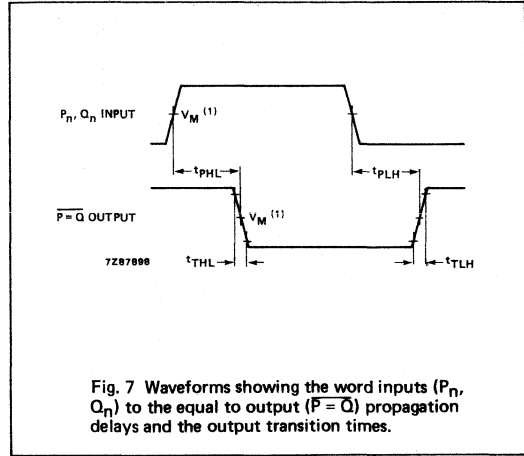 Pn, Qn INPUT
VM (1)
tPHL
tPLH
P = Q OUTPUT
VM (1)
7Z87898
tTHL
tTLH
Fig. 7 Waveforms showing the word inputs (Pn,
Qn) to the equal to output (P = Q) propagation
delays and the output transition times.